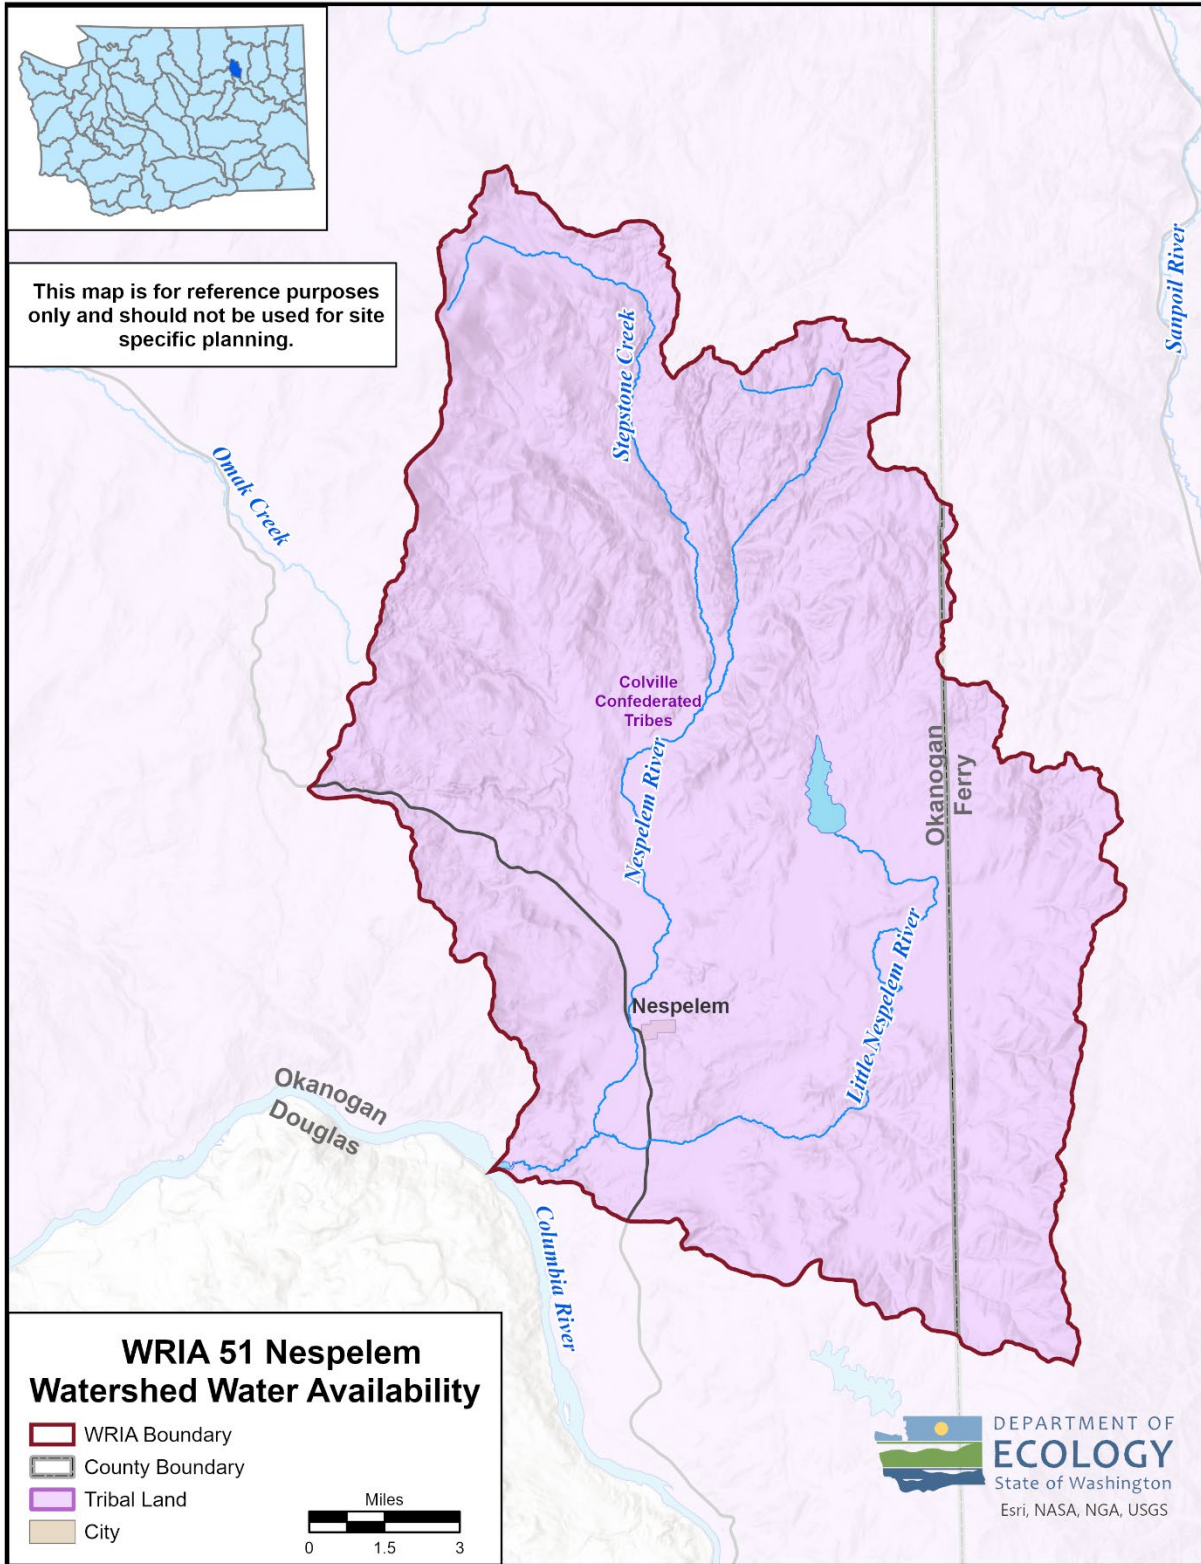 This map is for reference purposes
only and should not be used for site
specific planning.
Sanpoil River
Stepstone Creek
Omak Creek
Colville
Confederated
Tribes
Okanogan
Ferry
Nespelem River
Little Nespelem River
Nespelem
Okanogan
Douglas
Columbia River
WRIA 51 Nespelem
Watershed Water Availability
WRIA Boundary
County Boundary
Tribal Land
City
Miles
0 1.5 3
DEPARTMENT OF
ECOLOGY
State of Washington
Esri, NASA, NGA, USGS